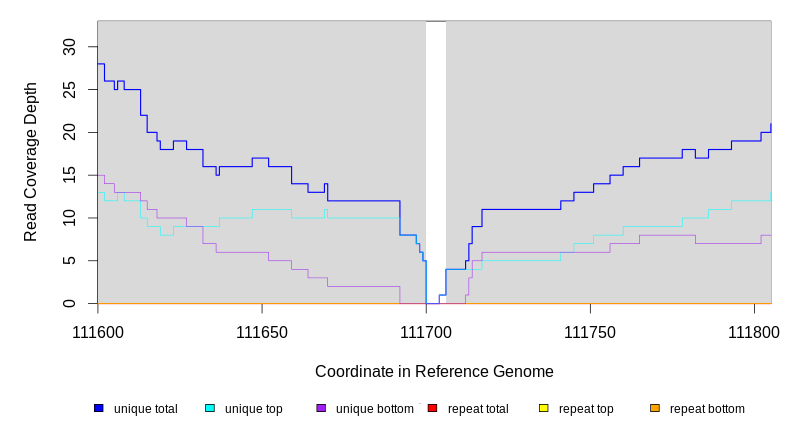 30
25
20
15
10
5
0
Read Coverage Depth
111600 111650 111700 111750 111800
Coordinate in Reference Genome
unique total unique top unique bottom repeat total repeat top repeat bottom